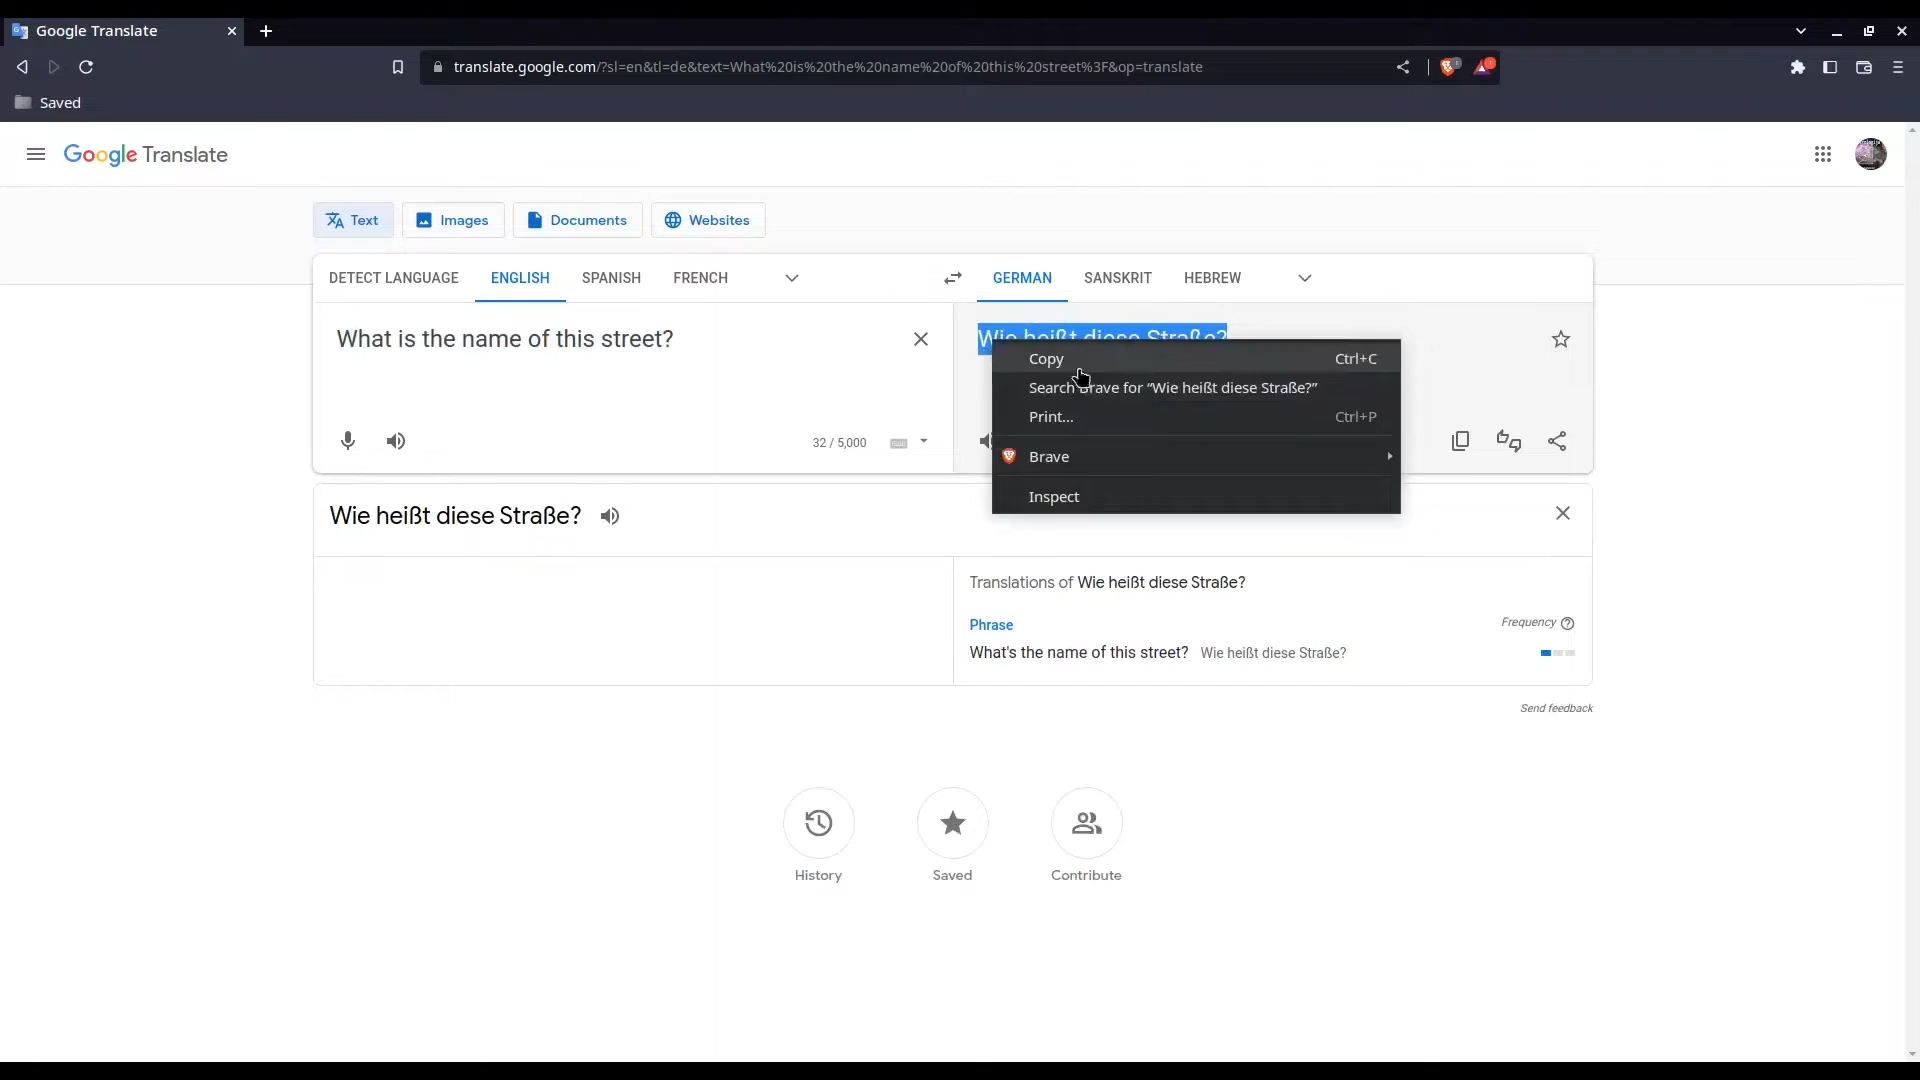 Google Translate
translate.google.com/?sl=en&tl=de&text=What%20is%20the%20name%20of%20this%20street%3F&op=translate
Saved
Google Translate
Text Images Documents Websites
DETECT LANGUAGE ENGLISH SPANISH FRENCH GERMAN SANSKRIT HEBREW
What is the name of this street?
Wie heißt diese Straße?
Copy Ctrl+C
Search Brave for “Wie heißt diese Straße?”
Print... Ctrl+P
Brave
Inspect
32 / 5,000
Wie heißt diese Straße?
Translations of Wie heißt diese Straße?
Phrase Frequency
What's the name of this street? Wie heißt diese Straße?
Send feedback
History Saved Contribute